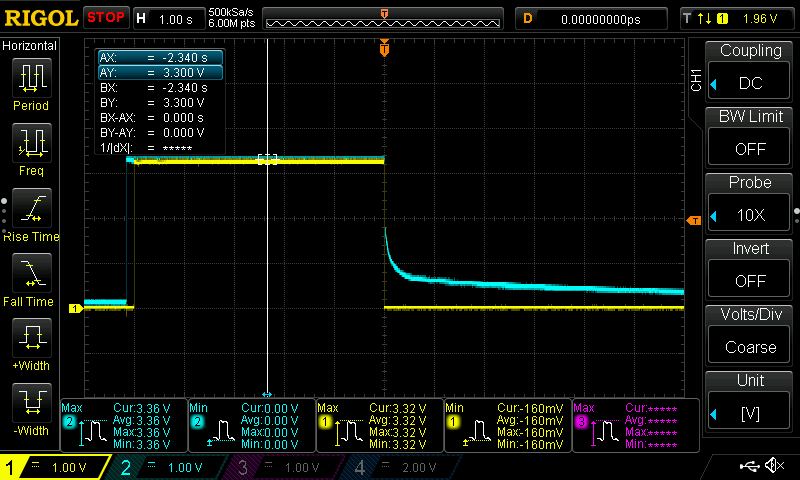 RIGOL STOP H 1.00 s 500kSa/s 6.00M pts T D 0.00000000ps T 1 1.96 V
Horizontal
Period
Freq
Rise Time
Fall Time
+Width
-Width
T
AX: = -2.340 s
AY: = 3.300 V
BX: = -2.340 s
BY: = 3.300 V
BX-AX: = 0.000 s
BY-AY: = 0.000 V
1/|dX|: = *****
1
T
CH1
Coupling
DC
BW Limit
OFF
Probe
10X
Invert
OFF
Volts/Div
Coarse
Unit
[V]
Max 2 Cur:3.36 V
Avg:3.36 V
Max:3.36 V
Min:3.36 V
Min 2 Cur:0.00 V
Avg:0.00 V
Max:0.00 V
Min:0.00 V
Max 1 Cur:3.32 V
Avg:3.32 V
Max:3.32 V
Min:3.32 V
Min 1 Cur:-160mV
Avg:-160mV
Max:-160mV
Min:-160mV
Max 3 Cur:*****
Avg:*****
Max:*****
Min:*****
1 = 1.00 V 2 = 1.00 V 3 = 1.00 V 4 = 2.00 V